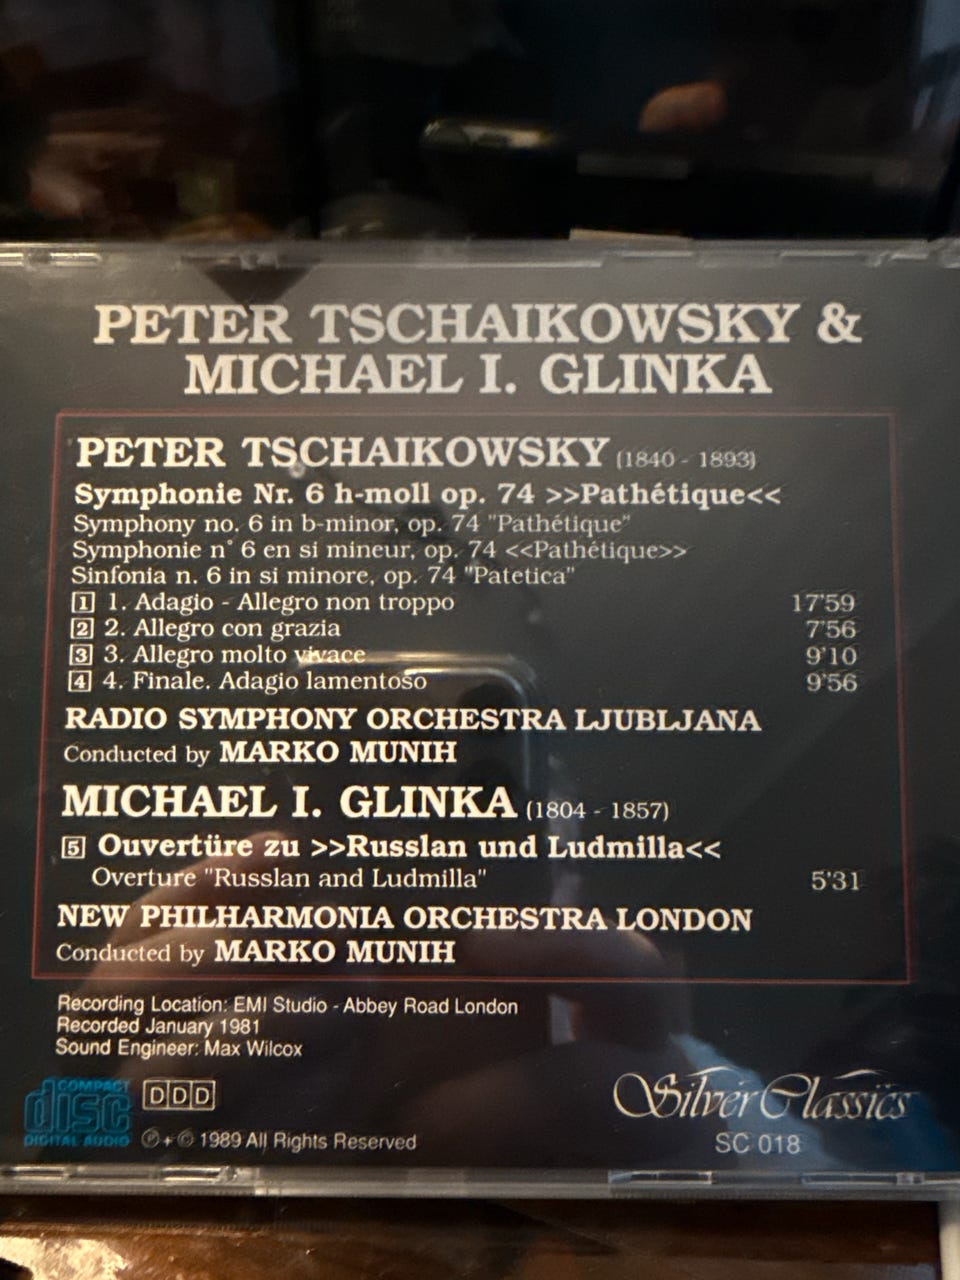 PETER TSCHAIKOWSKY &
MICHAEL I. GLINKA
PETER TSCHAIKOWSKY (1840 - 1893)
Symphonie Nr. 6 h-moll op. 74 >>Pathétique<<
Symphony no. 6 in b-minor, op. 74 "Pathétique"
Symphonie n° 6 en si mineur, op. 74 <<Pathétique>>
Sinfonia n. 6 in si minore, op. 74 "Patetica"
1 1. Adagio - Allegro non troppo 17'59
2 2. Allegro con grazia 7'56
3 3. Allegro molto vivace 9'10
4 4. Finale. Adagio lamentoso 9'56
RADIO SYMPHONY ORCHESTRA LJUBLJANA
Conducted by MARKO MUNIH
MICHAEL I. GLINKA (1804 - 1857)
5 Ouvertüre zu >>Russlan und Ludmilla<<
Overture "Russlan and Ludmilla" 5'31
NEW PHILHARMONIA ORCHESTRA LONDON
Conducted by MARKO MUNIH
Recording Location: EMI Studio - Abbey Road London
Recorded January 1981
Sound Engineer: Max Wilcox
COMPACT
disc
DIGITAL AUDIO
DDD
℗ + © 1989 All Rights Reserved
Silver Classics
SC 018